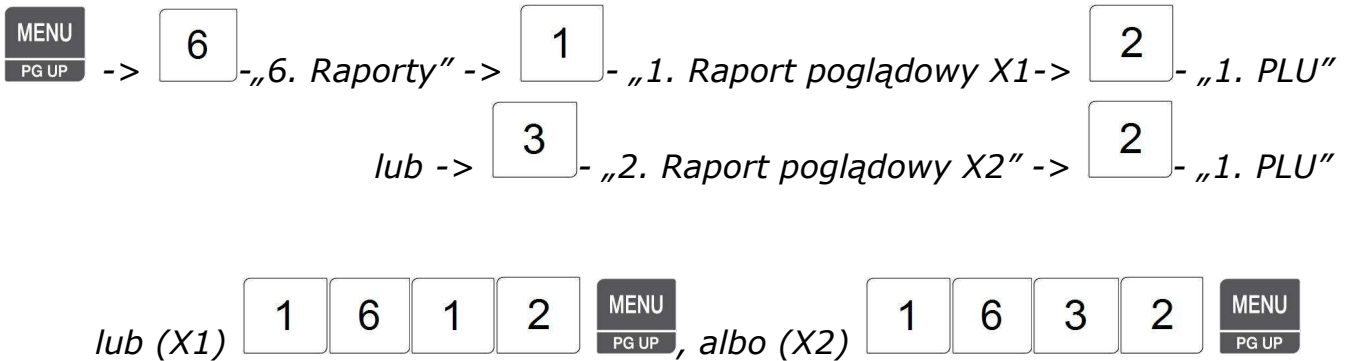 MENU PG UP -> 6 -„6. Raporty” -> 1 - „1. Raport poglądowy X1-> 2 - „1. PLU”
lub -> 3 - „2. Raport poglądowy X2” -> 2 - „1. PLU”
lub (X1) 1 6 1 2 MENU PG UP , albo (X2) 1 6 3 2 MENU PG UP